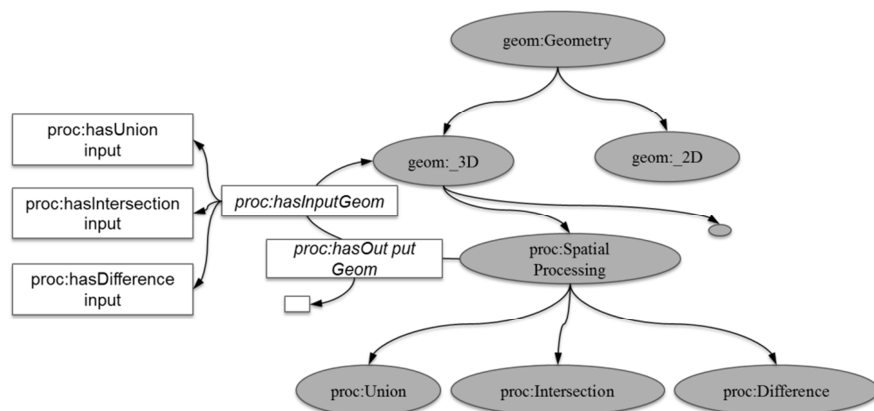 geom:Geometry
proc:hasUnion
input
geom:_3D
geom:_2D
proc:hasIntersection
input
proc:hasInputGeom
proc:hasOut put
Geom
proc:Spatial
Processing
proc:hasDifference
input
proc:Union
proc:Intersection
proc:Difference